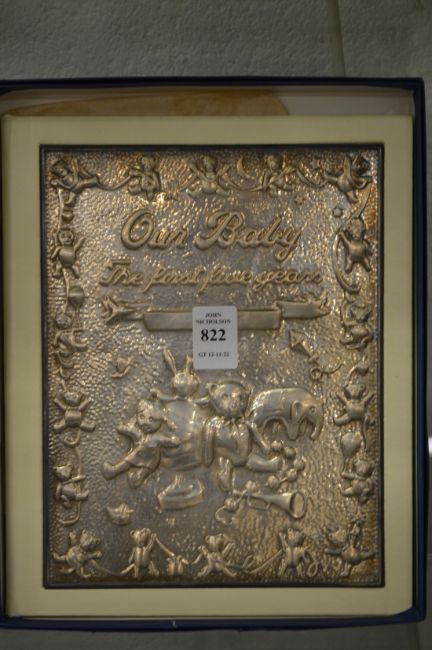 Our Baby
The first five years
JOHN
NICHOLSON
822
GT 12-11-22